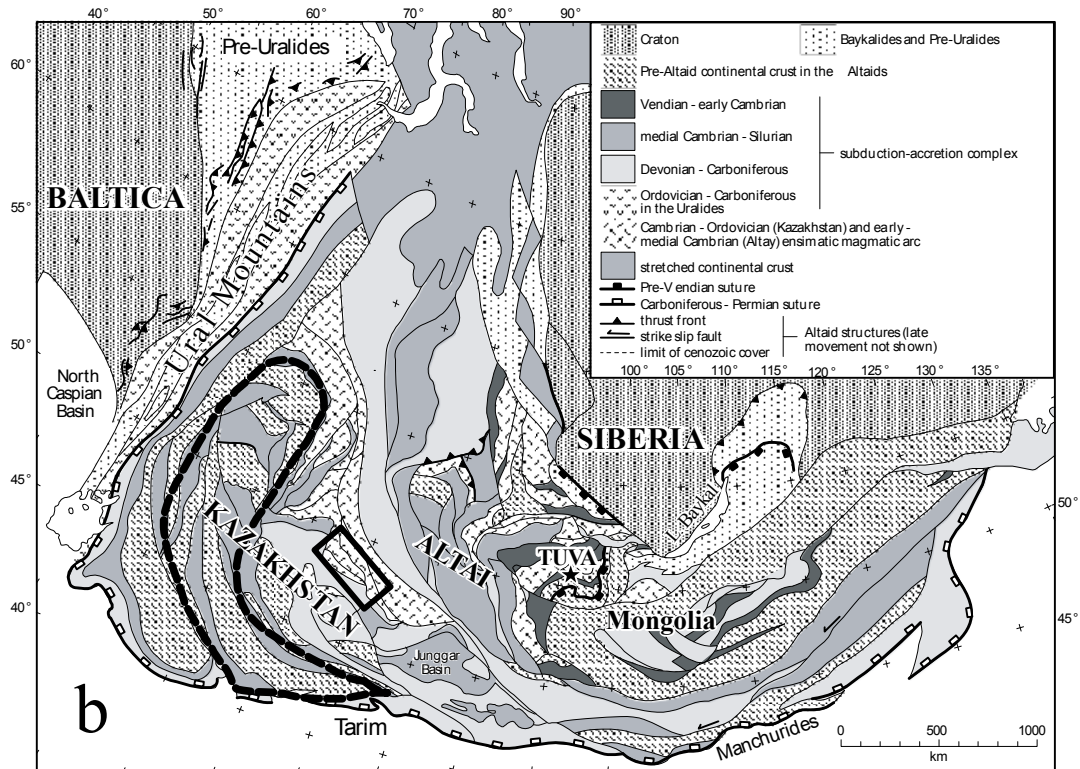 40° 50° 60° 70° 80° 90°
60°
55°
50°
45°
40°
Pre-Uralides
BALTICA
Ural Mountains
North
Caspian
Basin
KAZAKHSTAN
ALTAI
Junggar
Basin
Tarim
SIBERIA
Baykal
TUVA
Mongolia
Manchurides
b
Craton
Baykalides and Pre-Uralides
Pre-Altaid continental crust in the Altaids
Vendian - early Cambrian
medial Cambrian - Silurian
Devonian - Carboniferous
subduction-accretion complex
Ordovician - Carboniferous
in the Uralides
Cambrian - Ordovician (Kazakhstan) and early -
medial Cambrian (Altay) ensimatic magmatic arc
stretched continental crust
Pre-V endian suture
Carboniferous - Permian suture
thrust front
strike slip fault
limit of cenozoic cover
Altaid structures (late
movement not shown)
100° 105° 110° 115° 120° 125° 130° 135°
50°
45°
0 500 1000
km